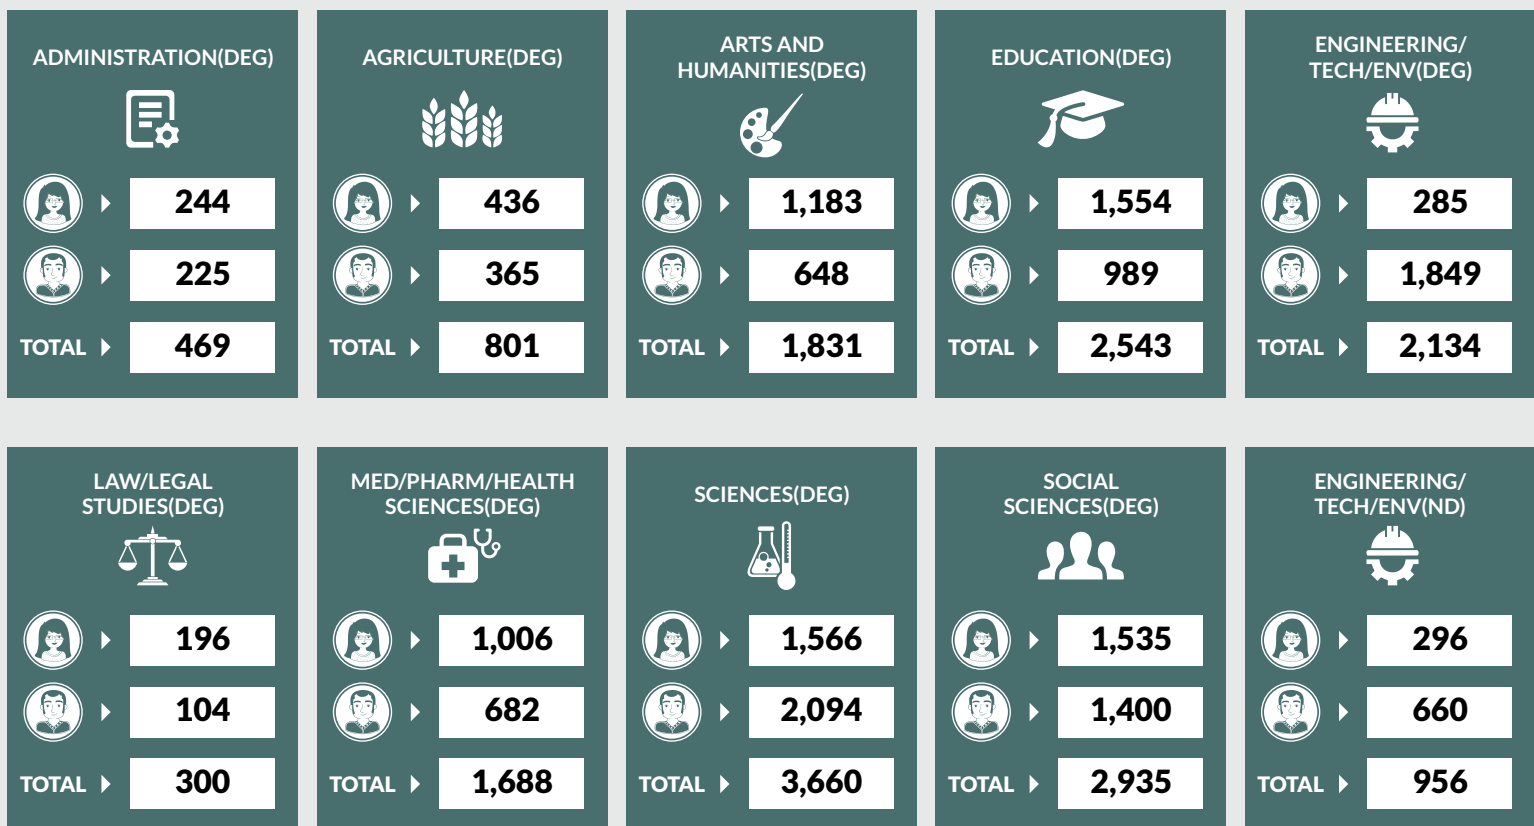 ADMINISTRATION(DEG)
244
225
TOTAL 469
AGRICULTURE(DEG)
436
365
TOTAL 801
ARTS AND
HUMANITIES(DEG)
1,183
648
TOTAL 1,831
EDUCATION(DEG)
1,554
989
TOTAL 2,543
ENGINEERING/
TECH/ENV(DEG)
285
1,849
TOTAL 2,134
LAW/LEGAL
STUDIES(DEG)
196
104
TOTAL 300
MED/PHARM/HEALTH
SCIENCES(DEG)
1,006
682
TOTAL 1,688
SCIENCES(DEG)
1,566
2,094
TOTAL 3,660
SOCIAL
SCIENCES(DEG)
1,535
1,400
TOTAL 2,935
ENGINEERING/
TECH/ENV(ND)
296
660
TOTAL 956